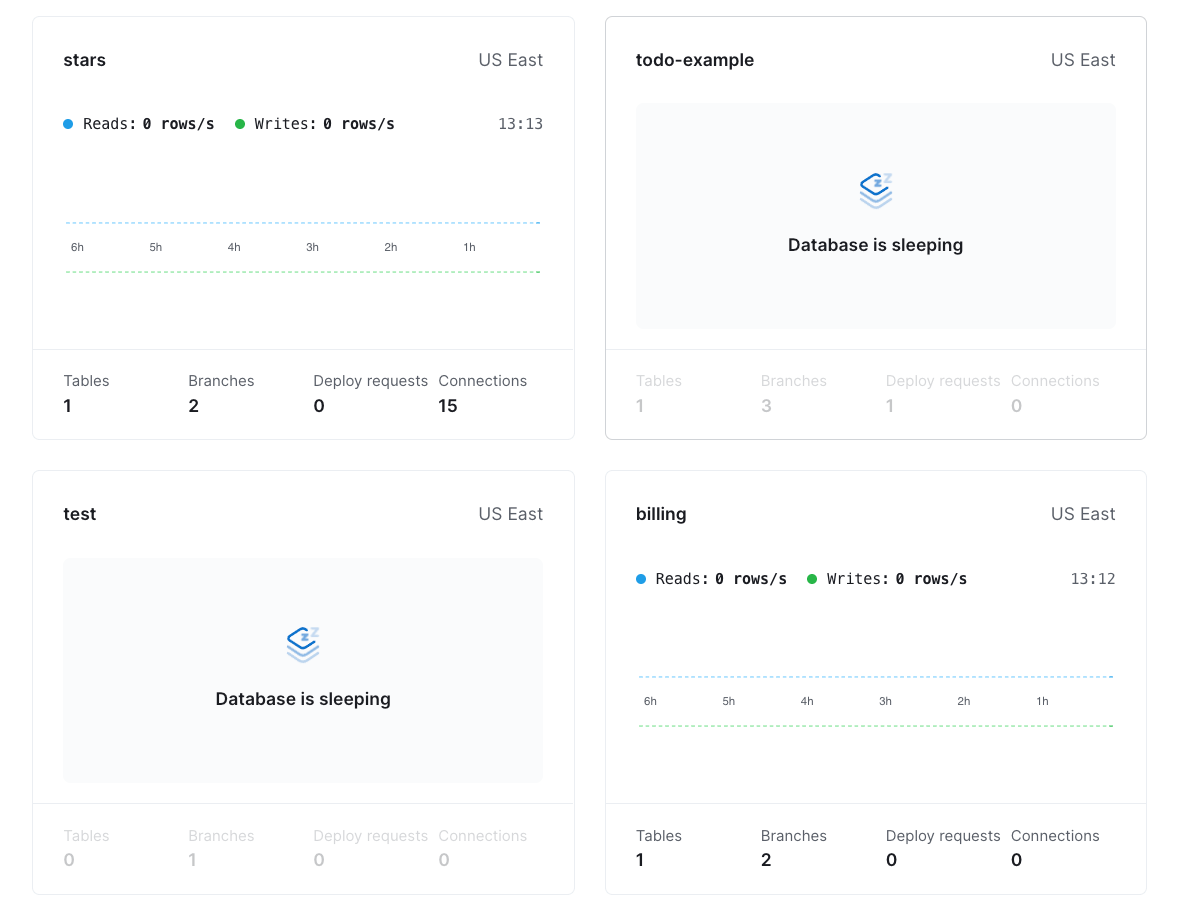 stars US East
Reads: 0 rows/s Writes: 0 rows/s 13:13
6h 5h 4h 3h 2h 1h
Tables Branches Deploy requests Connections
1 2 0 15
todo-example US East
z z
Database is sleeping
Tables Branches Deploy requests Connections
1 3 1 0
test US East
z z
Database is sleeping
Tables Branches Deploy requests Connections
0 1 0 0
billing US East
Reads: 0 rows/s Writes: 0 rows/s 13:12
6h 5h 4h 3h 2h 1h
Tables Branches Deploy requests Connections
1 2 0 0